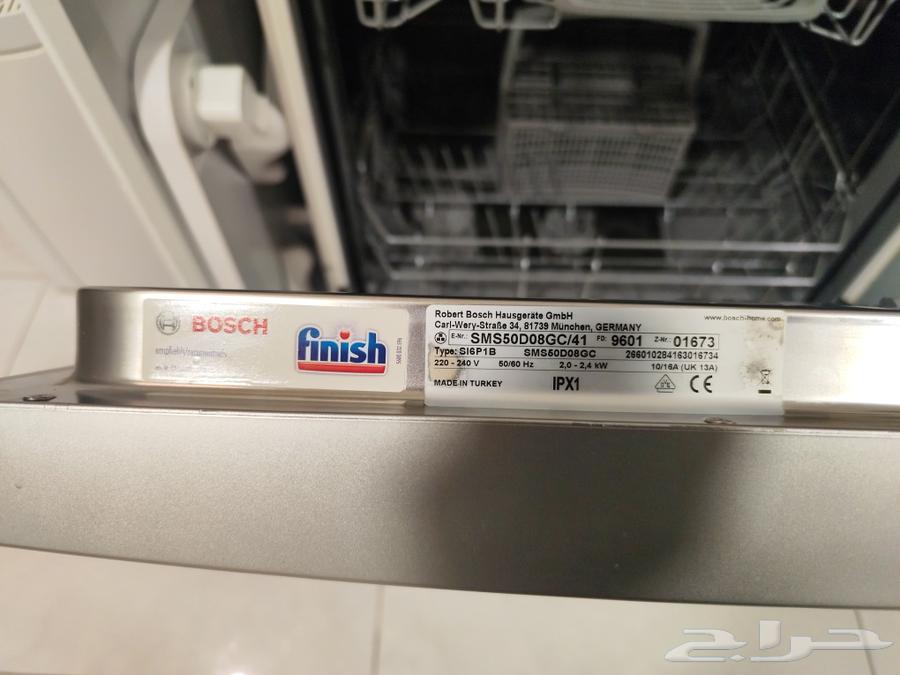 BOSCH
finish
Robert Bosch Hausgeräte GmbH
Carl-Wery-Straße 34, 81739 München, GERMANY
www.bosch-home.com
E-Nr. SMS50D08GC/41 FD: 9601 Z-Nr.: 01673
Type: SI6P1B SMS50D08GC 266010284163016734
220 - 240 V 50/60 Hz 2,0 - 2,4 kW 10/16A (UK 13A)
MADE IN TURKEY IPX1 CE
حراج